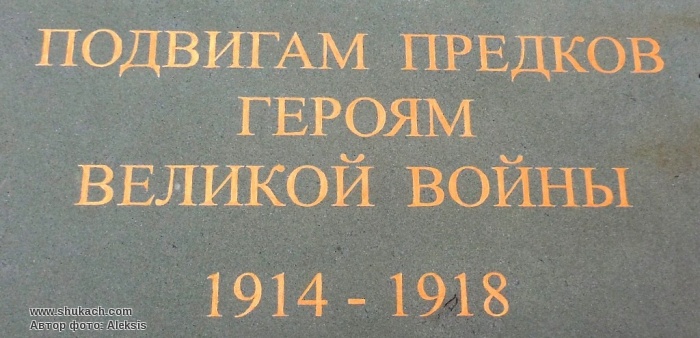 ПОДВИГАМ ПРЕДКОВ
ГЕРОЯМ
ВЕЛИКОЙ ВОЙНЫ
1914 - 1918
www.shukach.com
Автор фото: Aleksis